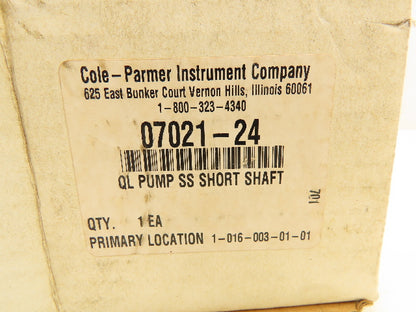 Cole-Parmer Instrument Company
625 East Bunker Court Vernon Hills, Illinois 60061
1-800-323-4340
07021-24
QL PUMP SS SHORT SHAFT
701
QTY. 1 EA
PRIMARY LOCATION 1-016-003-01-01